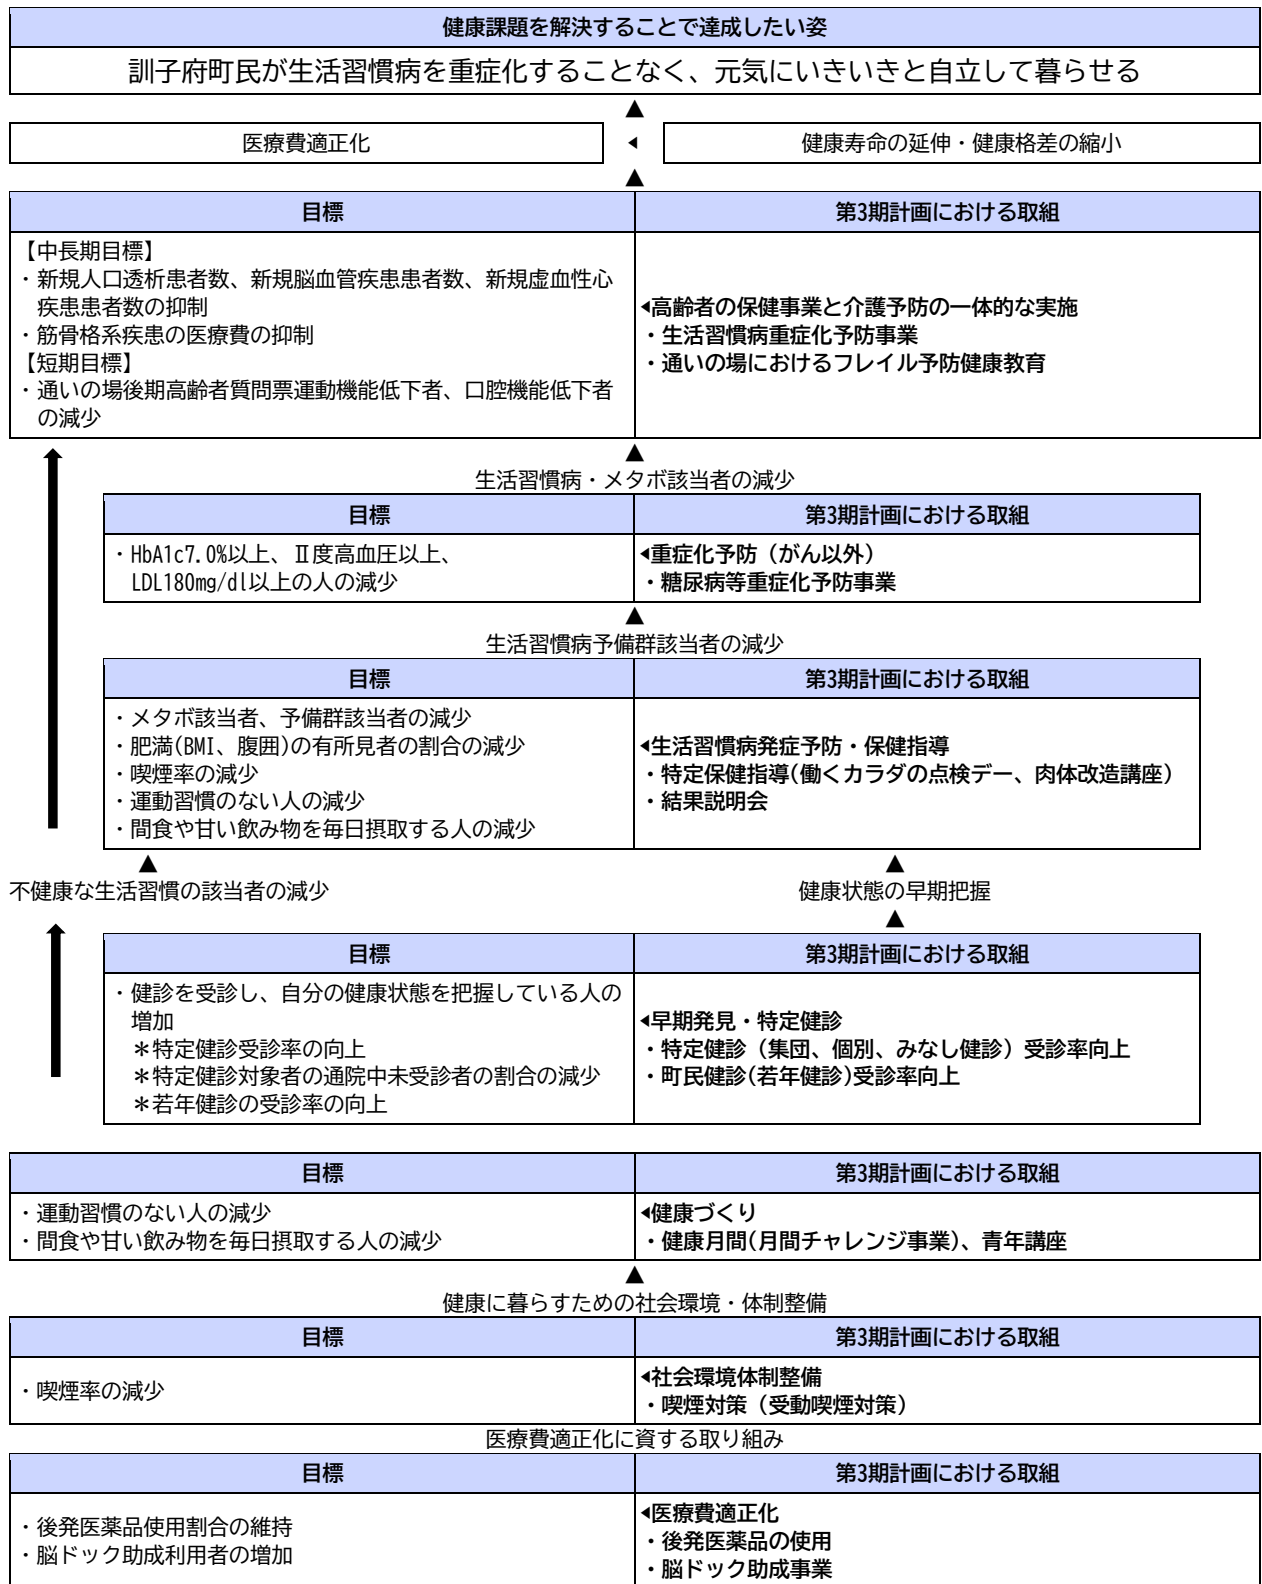 健康課題を解決することで達成したい姿
訓子府町民が生活習慣病を重症化することなく、元気にいきいきと自立して暮らせる
▲
医療費適正化
◀
健康寿命の延伸・健康格差の縮小
▲
目標
第3期計画における取組
【中長期目標】
・新規人口透析患者数、新規脳血管疾患患者数、新規虚血性心
疾患患者数の抑制
・筋骨格系疾患の医療費の抑制
【短期目標】
・通いの場後期高齢者質問票運動機能低下者、口腔機能低下者
の減少
◀高齢者の保健事業と介護予防の一体的な実施
・生活習慣病重症化予防事業
・通いの場におけるフレイル予防健康教育
▲
生活習慣病・メタボ該当者の減少
目標
第3期計画における取組
・HbA1c7.0%以上、Ⅱ度高血圧以上、
LDL180mg/dl以上の人の減少
◀重症化予防（がん以外）
・糖尿病等重症化予防事業
▲
生活習慣病予備群該当者の減少
目標
第3期計画における取組
・メタボ該当者、予備群該当者の減少
・肥満(BMI、腹囲)の有所見者の割合の減少
・喫煙率の減少
・運動習慣のない人の減少
・間食や甘い飲み物を毎日摂取する人の減少
◀生活習慣病発症予防・保健指導
・特定保健指導(働くカラダの点検デー、肉体改造講座)
・結果説明会
▲
不健康な生活習慣の該当者の減少
▲
健康状態の早期把握
▲
目標
第3期計画における取組
・健診を受診し、自分の健康状態を把握している人の
増加
＊特定健診受診率の向上
＊特定健診対象者の通院中未受診者の割合の減少
＊若年健診の受診率の向上
◀早期発見・特定健診
・特定健診（集団、個別、みなし健診）受診率向上
・町民健診(若年健診)受診率向上
目標
第3期計画における取組
・運動習慣のない人の減少
・間食や甘い飲み物を毎日摂取する人の減少
◀健康づくり
・健康月間(月間チャレンジ事業)、青年講座
▲
健康に暮らすための社会環境・体制整備
目標
第3期計画における取組
・喫煙率の減少
◀社会環境体制整備
・喫煙対策（受動喫煙対策）
医療費適正化に資する取り組み
目標
第3期計画における取組
・後発医薬品使用割合の維持
・脳ドック助成利用者の増加
◀医療費適正化
・後発医薬品の使用
・脳ドック助成事業